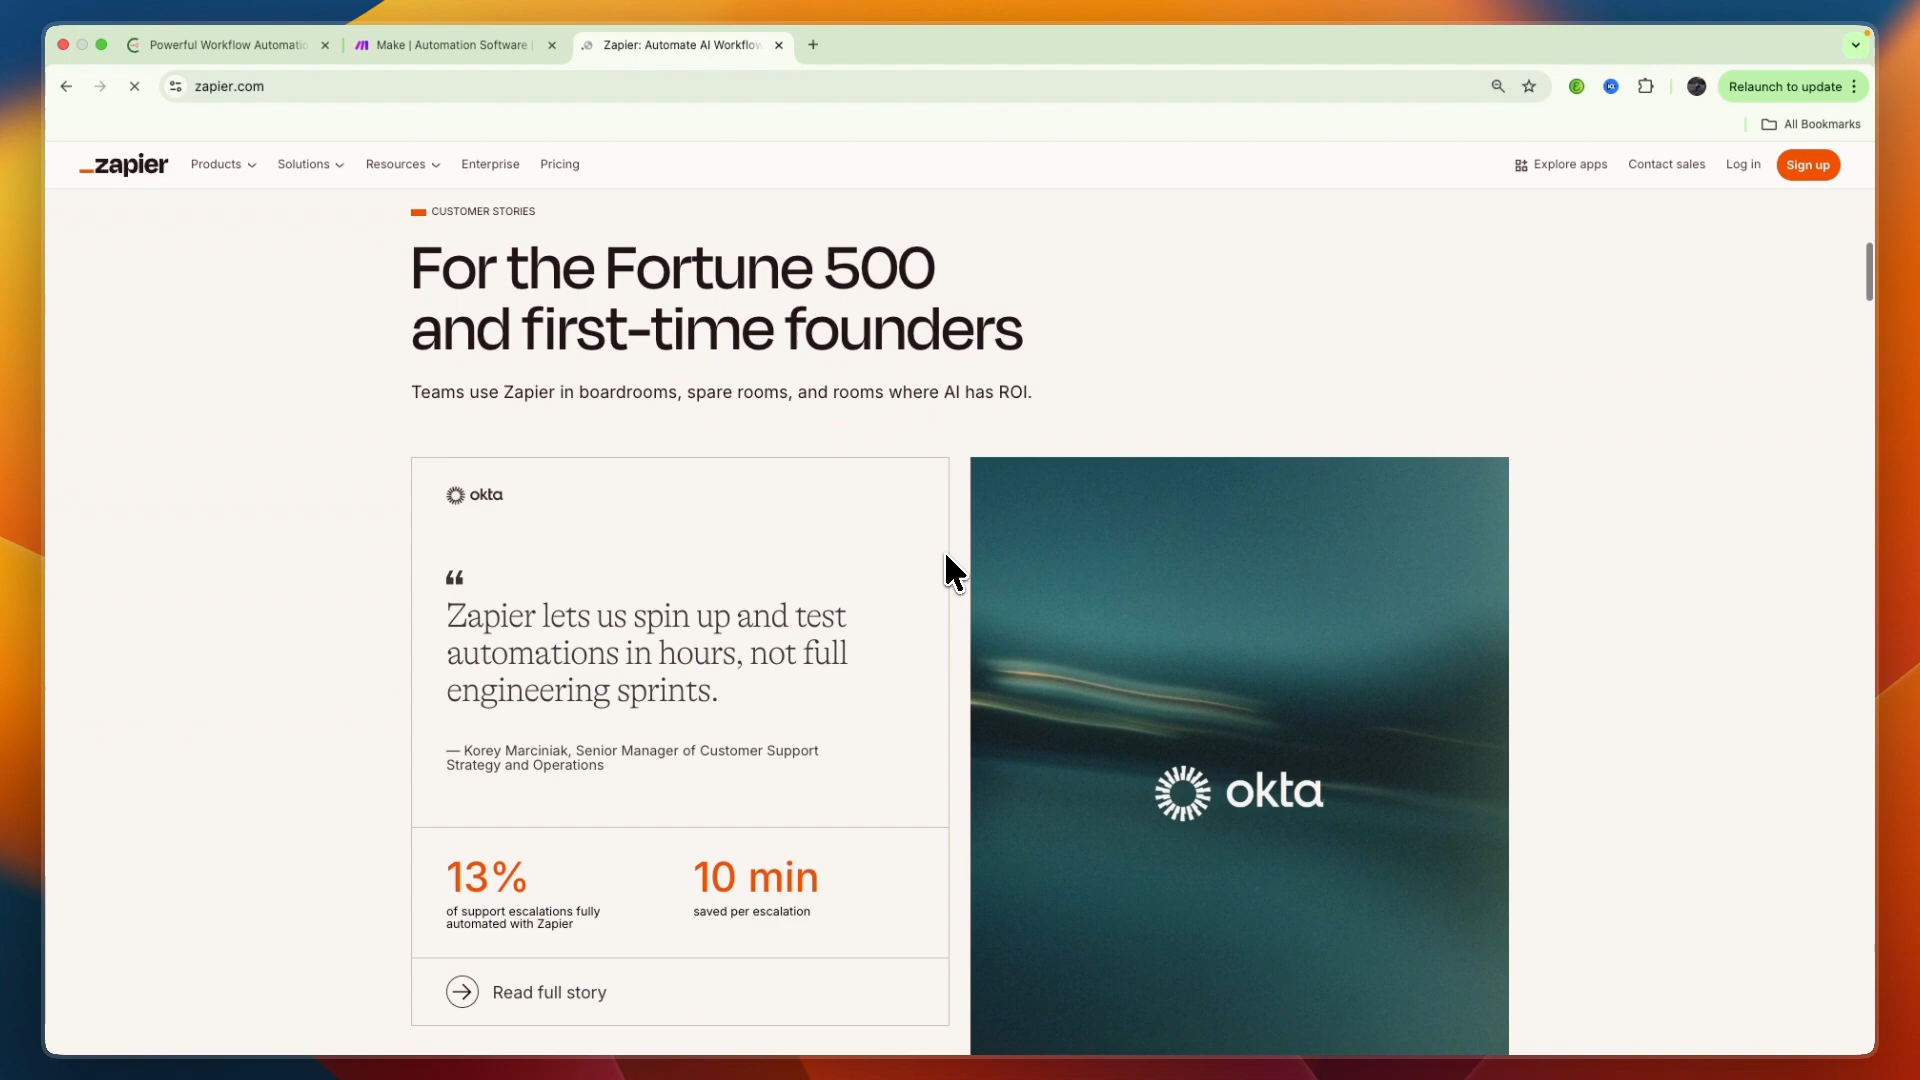 Powerful Workflow Automatic
Make | Automation Software |
Zapier: Automate AI Workflow
zapier.com
Relaunch to update
All Bookmarks
zapier
Products
Solutions
Resources
Enterprise
Pricing
Explore apps
Contact sales
Log in
Sign up
CUSTOMER STORIES
For the Fortune 500
and first-time founders
Teams use Zapier in boardrooms, spare rooms, and rooms where AI has ROI.
okta
“
Zapier lets us spin up and test
automations in hours, not full
engineering sprints.
— Korey Marciniak, Senior Manager of Customer Support
Strategy and Operations
okta
13%
of support escalations fully
automated with Zapier
10 min
saved per escalation
Read full story